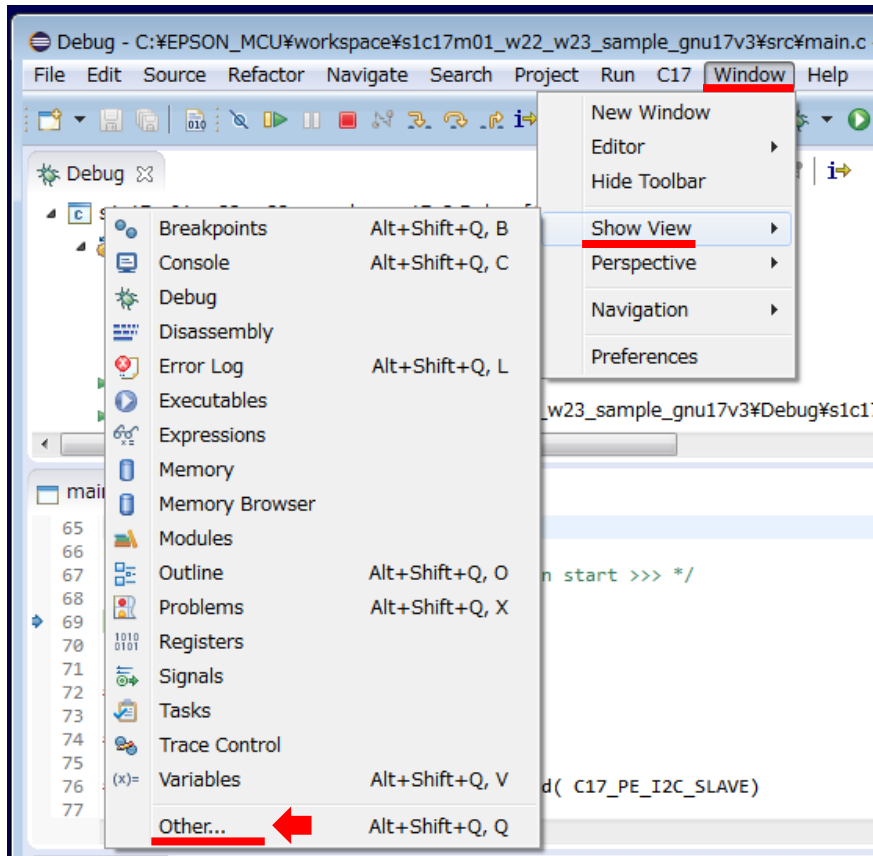 Debug - C:¥EPSON_MCU¥workspace¥s1c17m01_w22_w23_sample_gnu17v3¥src¥main.c
File Edit Source Refactor Navigate Search Project Run C17 Window Help
New Window
Editor
Hide Toolbar
Show View
Perspective
Navigation
Preferences
Debug
Breakpoints Alt+Shift+Q, B
Console Alt+Shift+Q, C
Debug
Disassembly
Error Log Alt+Shift+Q, L
Executables
Expressions
Memory
Memory Browser
Modules
Outline Alt+Shift+Q, O
Problems Alt+Shift+Q, X
Registers
Signals
Tasks
Trace Control
Variables Alt+Shift+Q, V
Other... Alt+Shift+Q, Q
_w23_sample_gnu17v3¥Debug¥s1c17
mai
65
66
67 n start >>> */
68
69
70
71
72
73
74
75
76 d( C17_PE_I2C_SLAVE)
77